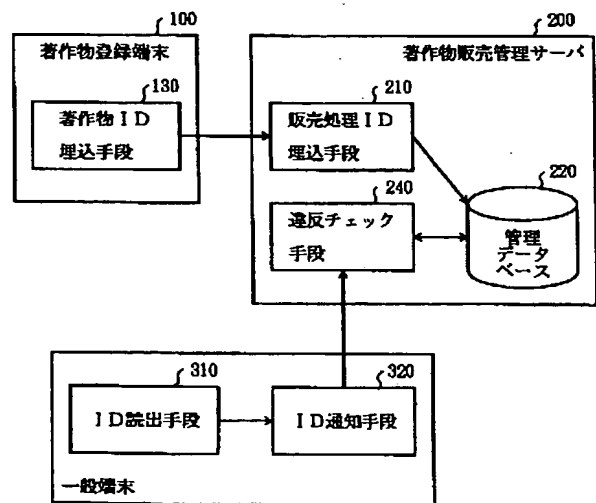 100
著作物登録端末
130
著作物ID
埋込手段
200
著作物販売管理サーバ
210
販売処理ID
埋込手段
220
管理
データ
ベース
240
違反チェック
手段
310
ID読出手段
320
ID通知手段
一般端末